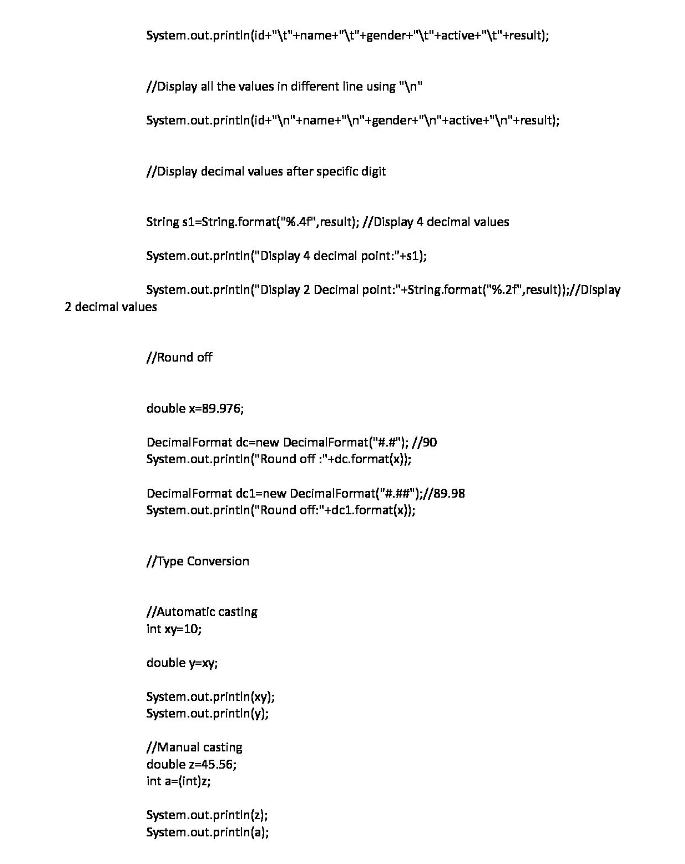 System.out.println(id+"\t"+name+"\t"+gender+"\t"+active+"\t"+result);
//Display all the values in different line using "\n"
System.out.println(id+"\n"+name+"\n"+gender+"\n"+active+"\n"+result);
//Display decimal values after specific digit
String s1=String.format("%.4f",result); //Display 4 decimal values
System.out.println("Display 4 decimal point:"+s1);
System.out.println("Display 2 Decimal point:"+String.format("%.2f",result));//Display
2 decimal values
//Round off
double x=89.976;
DecimalFormat dc=new DecimalFormat("#.#"); //90
System.out.println("Round off :"+dc.format(x));
DecimalFormat dc1=new DecimalFormat("#.##");//89.98
System.out.println("Round off:"+dc1.format(x));
//Type Conversion
//Automatic casting
int xy=10;
double y=xy;
System.out.println(xy);
System.out.println(y);
//Manual casting
double z=45.56;
int a=(int)z;
System.out.println(z);
System.out.println(a);